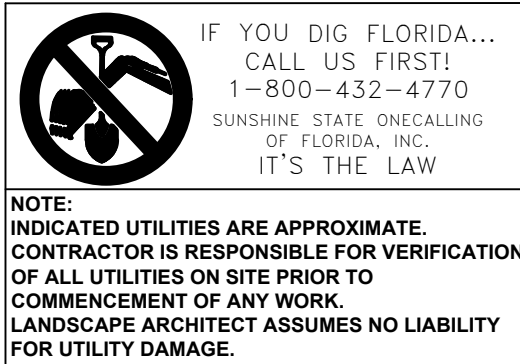 IF YOU DIG FLORIDA...
CALL US FIRST!
1-800-432-4770
SUNSHINE STATE ONECALLING
OF FLORIDA, INC.
IT'S THE LAW
NOTE:
INDICATED UTILITIES ARE APPROXIMATE.
CONTRACTOR IS RESPONSIBLE FOR VERIFICATION
OF ALL UTILITIES ON SITE PRIOR TO
COMMENCEMENT OF ANY WORK.
LANDSCAPE ARCHITECT ASSUMES NO LIABILITY
FOR UTILITY DAMAGE.